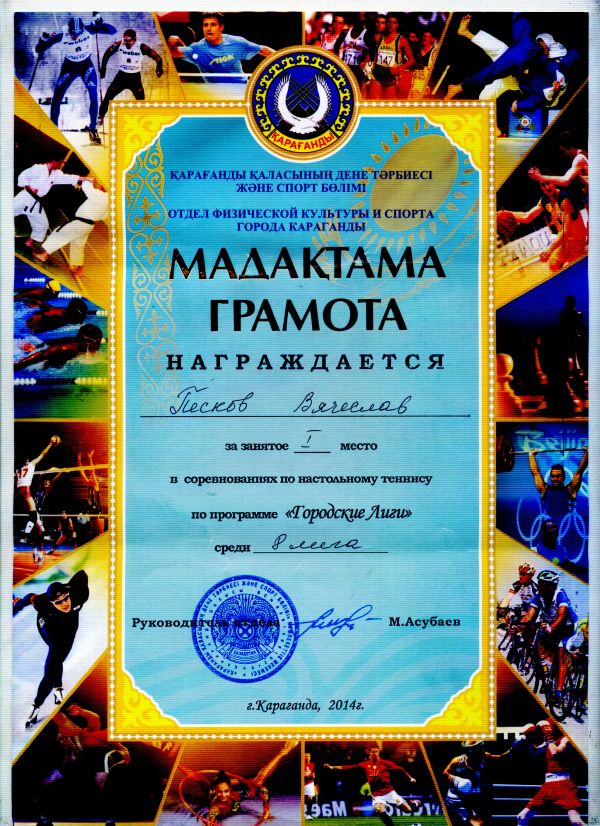 ҚАРАҒАНДЫ
ҚАРАҒАНДЫ ҚАЛАСЫНЫҢ ДЕНЕ ТӘРБИЕСІ
ЖӘНЕ СПОРТ БӨЛІМІ
ОТДЕЛ ФИЗИЧЕСКОЙ КУЛЬТУРЫ И СПОРТА
ГОРОДА КАРАГАНДЫ
МАДАҚТАМА
ГРАМОТА
НАГРАЖДАЕТСЯ
Песков Вячеслав
за занятое I место
в соревнованиях по настольному теннису
по программе «Городские Лиги»
среди 8 лига
Руководитель отдела М.Асубаев
г.Караганда, 2014г.